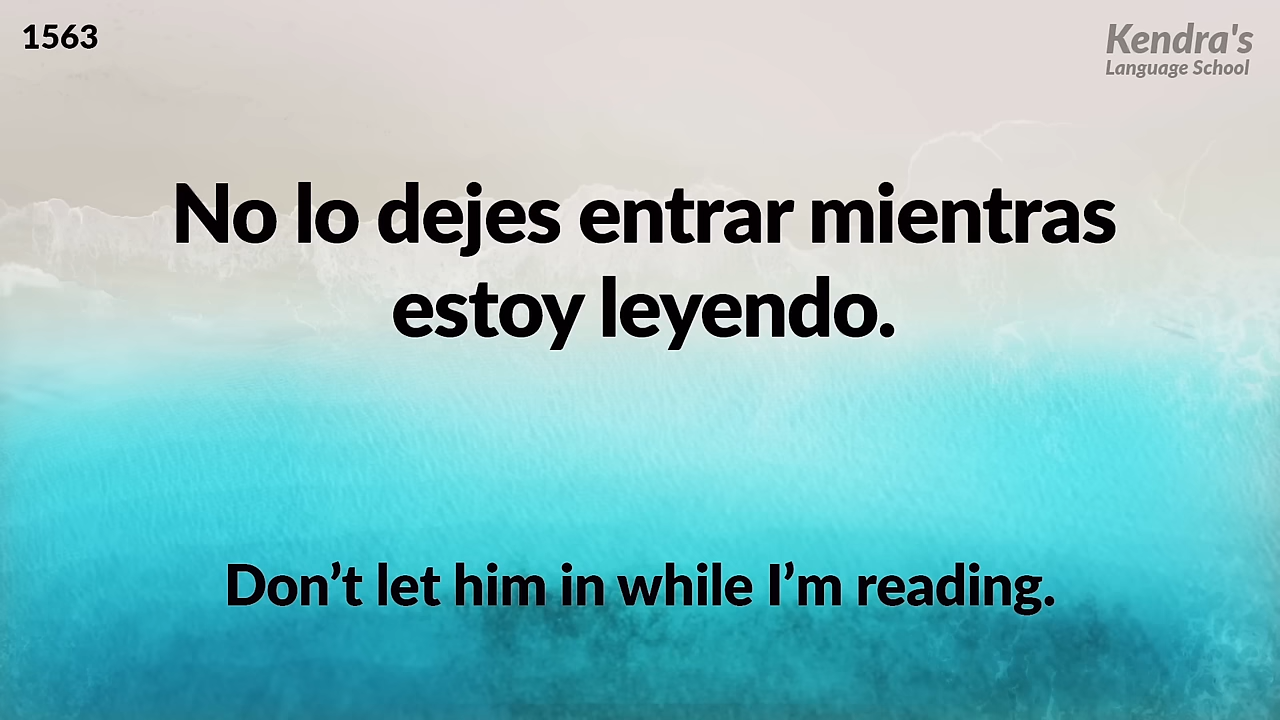 1563
Kendra's
Language School
No lo dejes entrar mientras
estoy leyendo.
Don’t let him in while I’m reading.